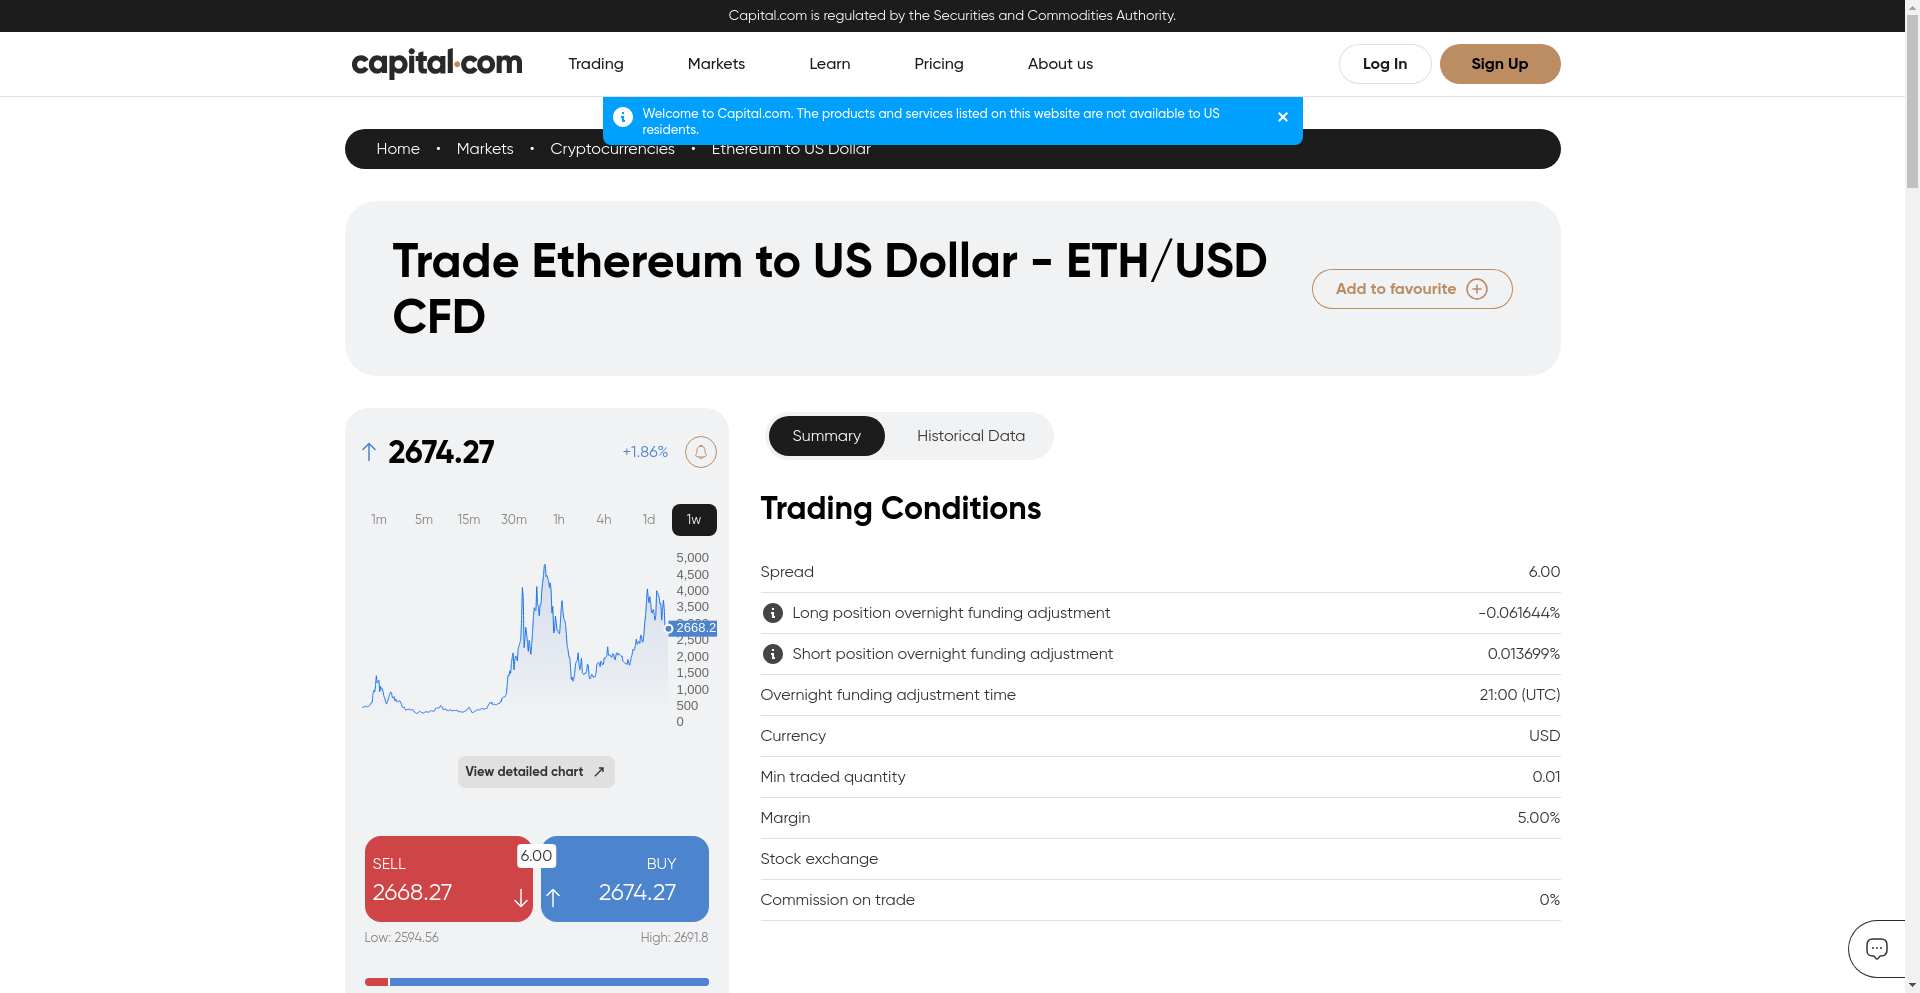 Capital.com is regulated by the Securities and Commodities Authority.
capital.com
Trading
Markets
Learn
Pricing
About us
Log In
Sign Up
Welcome to Capital.com. The products and services listed on this website are not available to US
residents.
Home • Markets • Cryptocurrencies • Ethereum to US Dollar
Trade Ethereum to US Dollar - ETH/USD
CFD
Add to favourite
2674.27
+1.86%
1m 5m 15m 30m 1h 4h 1d 1w
5,000
4,500
4,000
3,500
2668.2
2,500
2,000
1,500
1,000
500
0
View detailed chart
SELL
2668.27
6.00
BUY
2674.27
Low: 2594.56
High: 2691.8
Summary
Historical Data
Trading Conditions
Spread 6.00
Long position overnight funding adjustment -0.061644%
Short position overnight funding adjustment 0.013699%
Overnight funding adjustment time 21:00 (UTC)
Currency USD
Min traded quantity 0.01
Margin 5.00%
Stock exchange
Commission on trade 0%